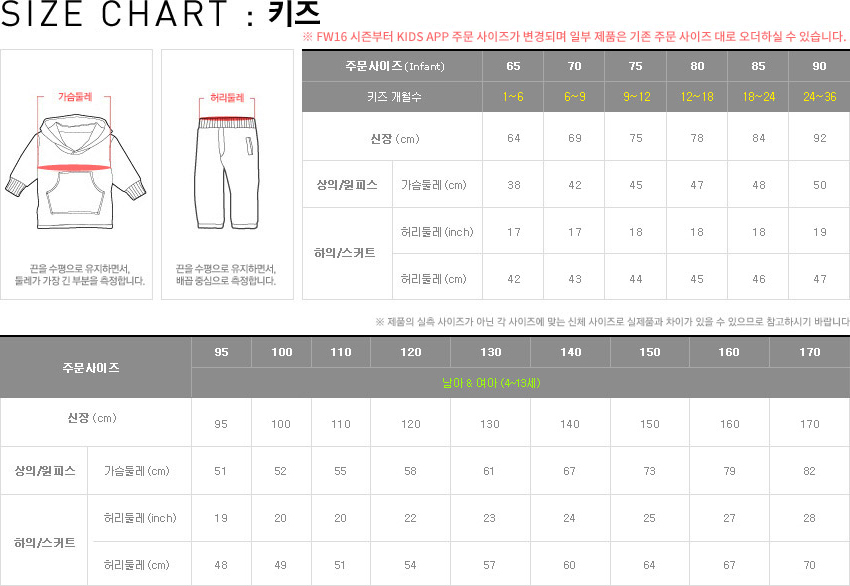 SIZE CHART : 키즈
※ FW16 시즌부터 KIDS APP 주문 사이즈가 변경되며 일부 제품은 기존 주문 사이즈 대로 오더하실 수 있습니다.
가슴둘레
끈을 수평으로 유지하면서,
둘레가 가장 긴 부분을 측정합니다.
허리둘레
끈을 수평으로 유지하면서,
배꼽 중심으로 측정합니다.
주문사이즈(Infant) 65 70 75 80 85 90
키즈 개월수 1~6 6~9 9~12 12~18 18~24 24~36
신장 (cm) 64 69 75 78 84 92
상의/원피스 가슴둘레 (cm) 38 42 45 47 48 50
하의/스커트 허리둘레 (inch) 17 17 18 18 18 19
허리둘레 (cm) 42 43 44 45 46 47
※ 제품의 실측 사이즈가 아닌 각 사이즈에 맞는 신체 사이즈로 실제품과 차이가 있을 수 있으므로 참고하시기 바랍니다
주문사이즈 95 100 110 120 130 140 150 160 170
남아 & 여아 (4~13세)
신장 (cm) 95 100 110 120 130 140 150 160 170
상의/원피스 가슴둘레 (cm) 51 52 55 58 61 67 73 79 82
하의/스커트 허리둘레 (inch) 19 20 20 22 23 24 25 27 28
허리둘레 (cm) 48 49 51 54 57 60 64 67 70